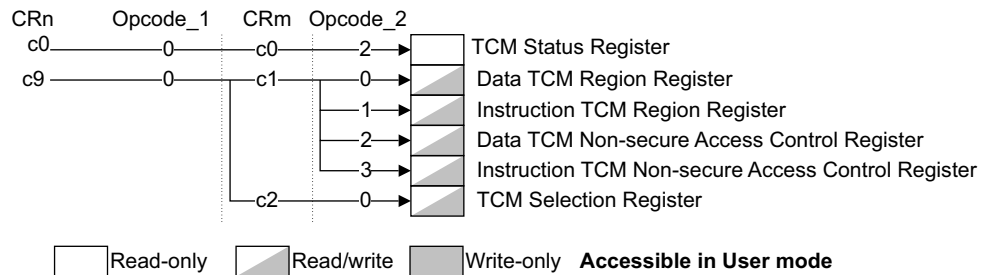 CRn Opcode_1 CRm Opcode_2
c0 0 c0 2 TCM Status Register
c9 0 c1 0 Data TCM Region Register
1 Instruction TCM Region Register
2 Data TCM Non-secure Access Control Register
3 Instruction TCM Non-secure Access Control Register
c2 0 TCM Selection Register
Read-only Read/write Write-only Accessible in User mode